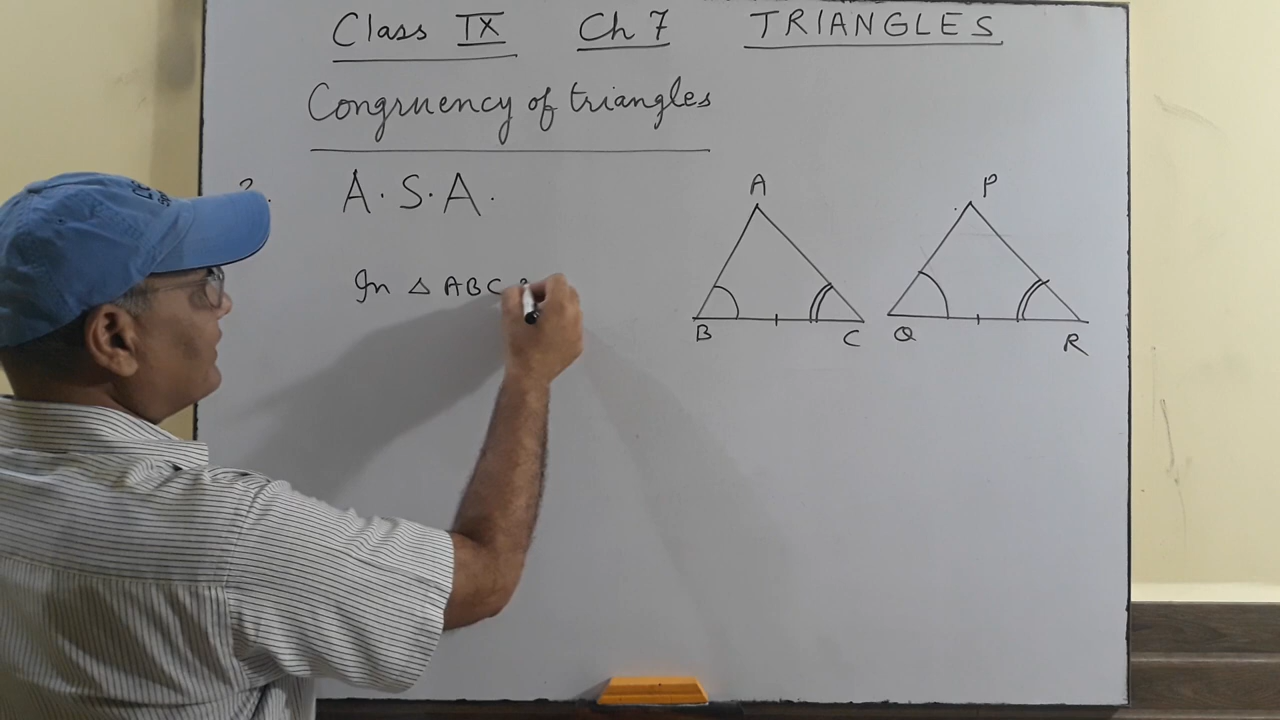 Class IX Ch 7 TRIANGLES
Congruency of triangles
A.S.A.
In △ ABC
A
P
B
C
Q
R